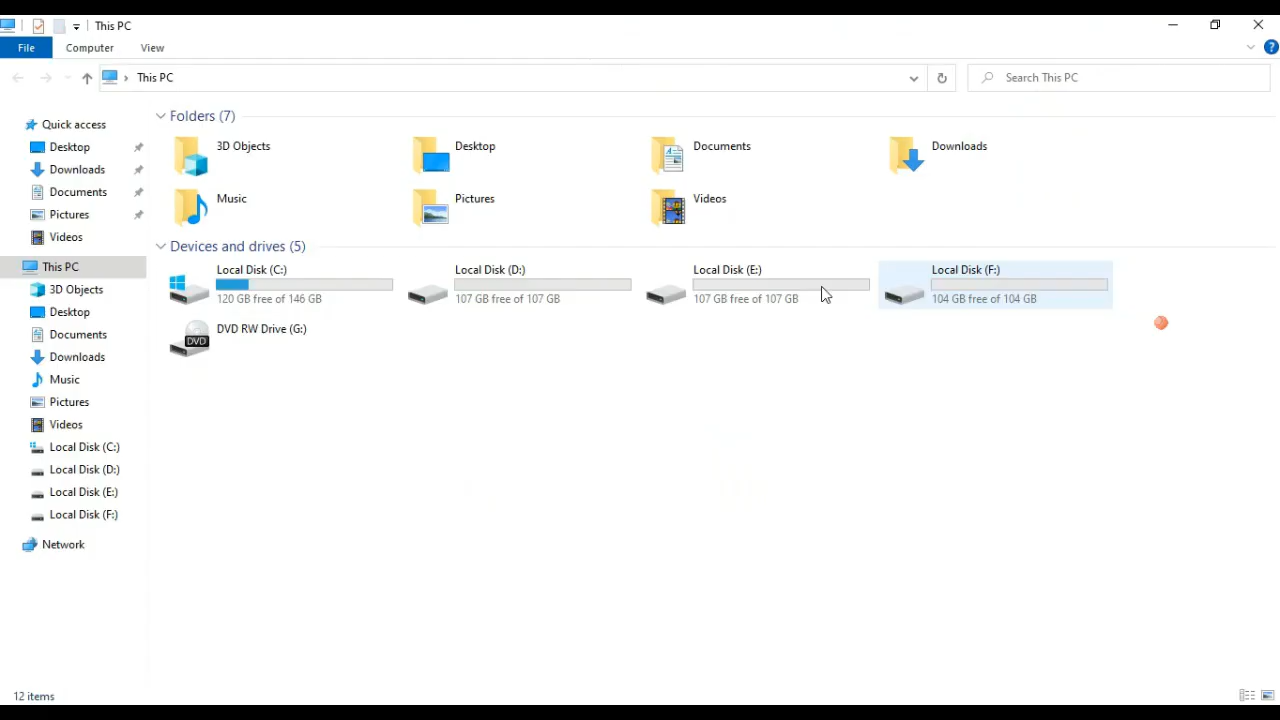 This PC
File Computer View
This PC Search This PC
Quick access
Desktop
Downloads
Documents
Pictures
Videos
This PC
3D Objects
Desktop
Documents
Downloads
Music
Pictures
Videos
Local Disk (C:)
Local Disk (D:)
Local Disk (E:)
Local Disk (F:)
Network
Folders (7)
3D Objects Desktop Documents Downloads
Music Pictures Videos
Devices and drives (5)
Local Disk (C:) Local Disk (D:) Local Disk (E:) Local Disk (F:)
120 GB free of 146 GB 107 GB free of 107 GB 107 GB free of 107 GB 104 GB free of 104 GB
DVD RW Drive (G:)
DVD
12 items